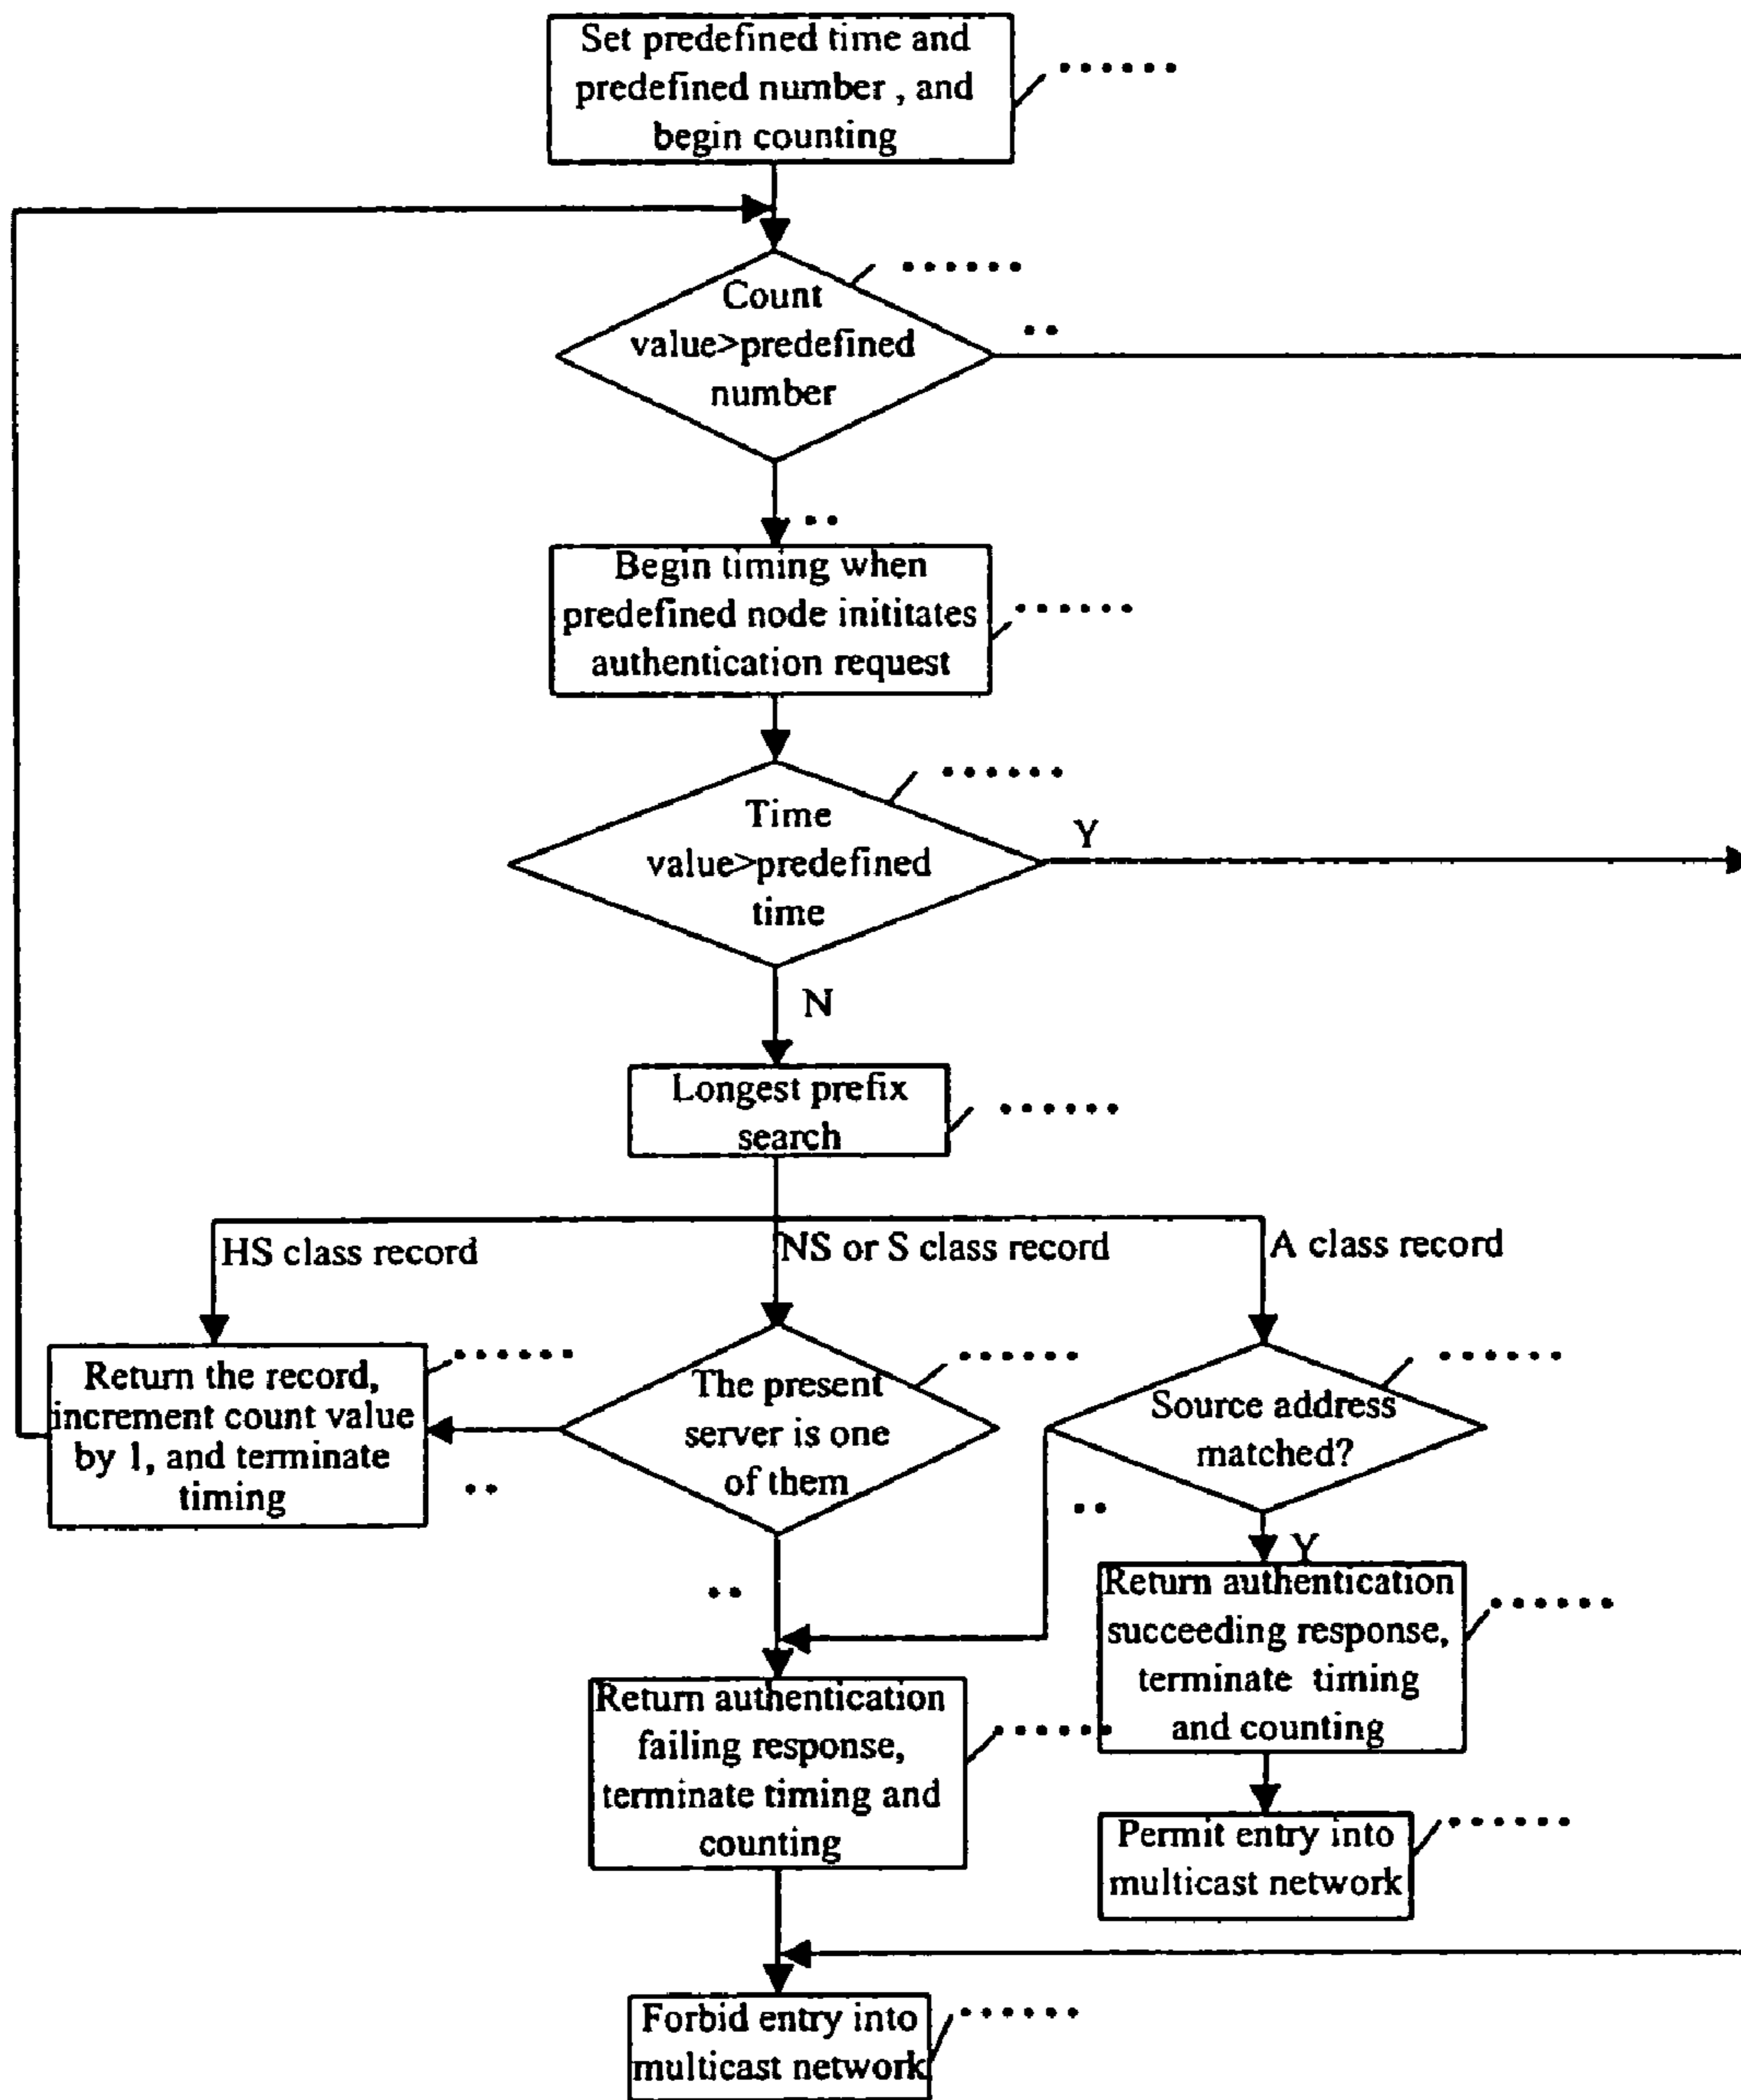 Set predefined time and
predefined number , and
begin counting
Count
value>predefined
number
Begin timing when
predefined node inititates
authentication request
Time
value>predefined
time
Y
N
Longest prefix
search
HS class record
NS or S class record
A class record
Return the record,
increment count value
by 1, and terminate
timing
The present
server is one
of them
Source address
matched?
Y
Return authentication
succeeding response,
terminate timing
and counting
Return authentication
failing response,
terminate timing and
counting
Permit entry into
multicast network
Forbid entry into
multicast network